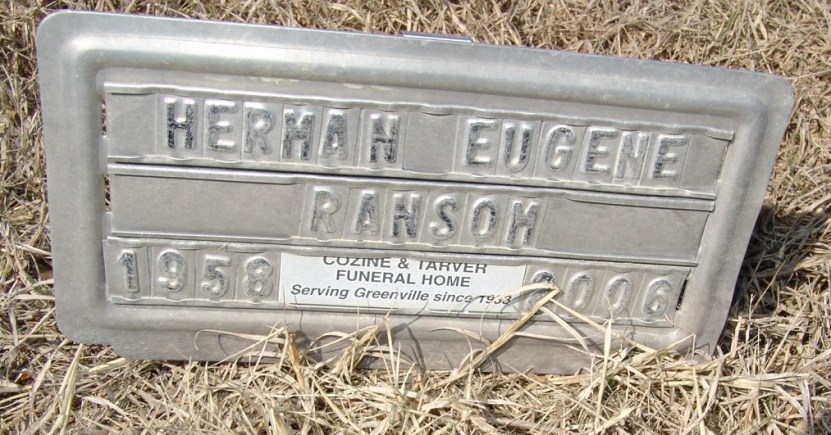 HERMAN EUGENE
RANSOM
1958
COZINE & TARVER
FUNERAL HOME
Serving Greenville since 1933
2006